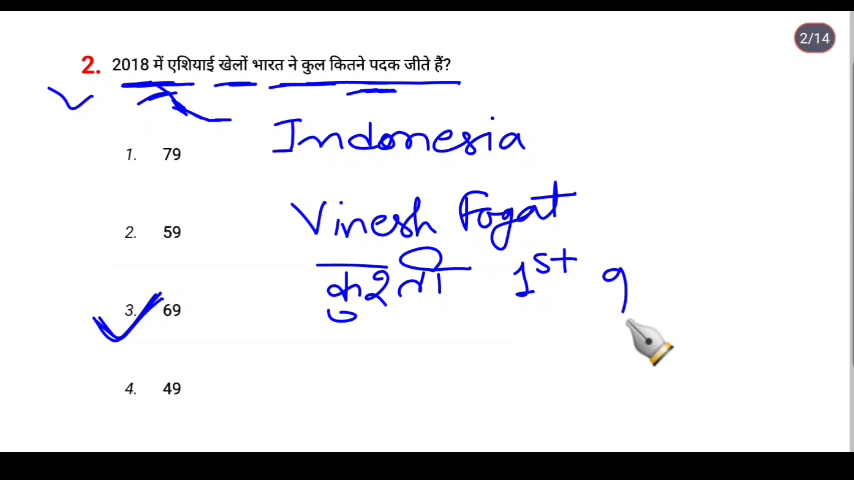 2/14
2. 2018 में एशियाई खेलों भारत ने कुल कितने पदक जीते हैं?
Indonesia
1. 79
Vinesh Fogat
2. 59
कुश्ती 1st 9
3. 69
4. 49